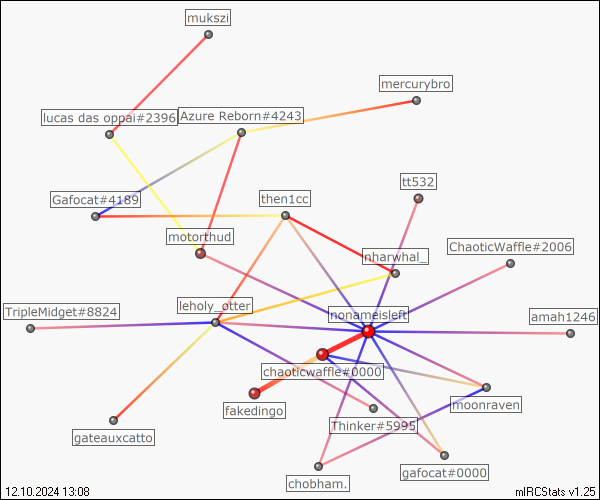 mukszi
mercurybro
lucas das oppai#2396
Azure Reborn#4243
tt532
Gafocat#4189
then1cc
motorthud
ChaoticWaffle#2006
nharwhal_
leholy_øtter
TripleMidget#8824
nonameisleft
amah1246
chaoticwaffle#0000
fakedingo
moonraven
Thinker#5995
gateauxcatto
gafocat#0000
chobham.
12.10.2024 13:08
mIRCStats v1.25